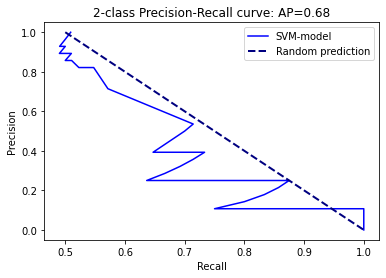 2-class Precision-Recall curve: AP=0.68
SVM-model
Random prediction
Precision
1.0
0.8
0.6
0.4
0.2
0.0
0.5
0.6
0.7
0.8
0.9
1.0
Recall